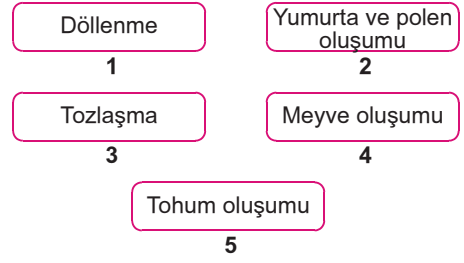 Döllenme
1
Yumurta ve polen
oluşumu
2
Tozlaşma
3
Meyve oluşumu
4
Tohum oluşumu
5